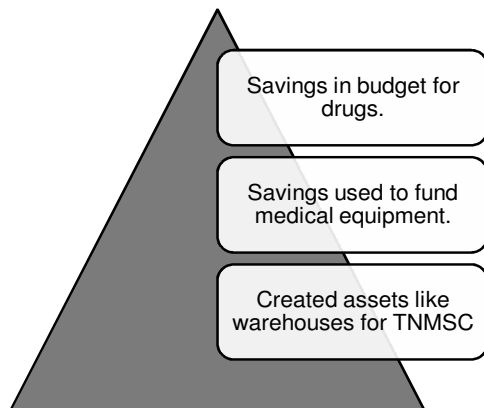 Savings in budget for
drugs.
Savings used to fund
medical equipment.
Created assets like
warehouses for TNMSC